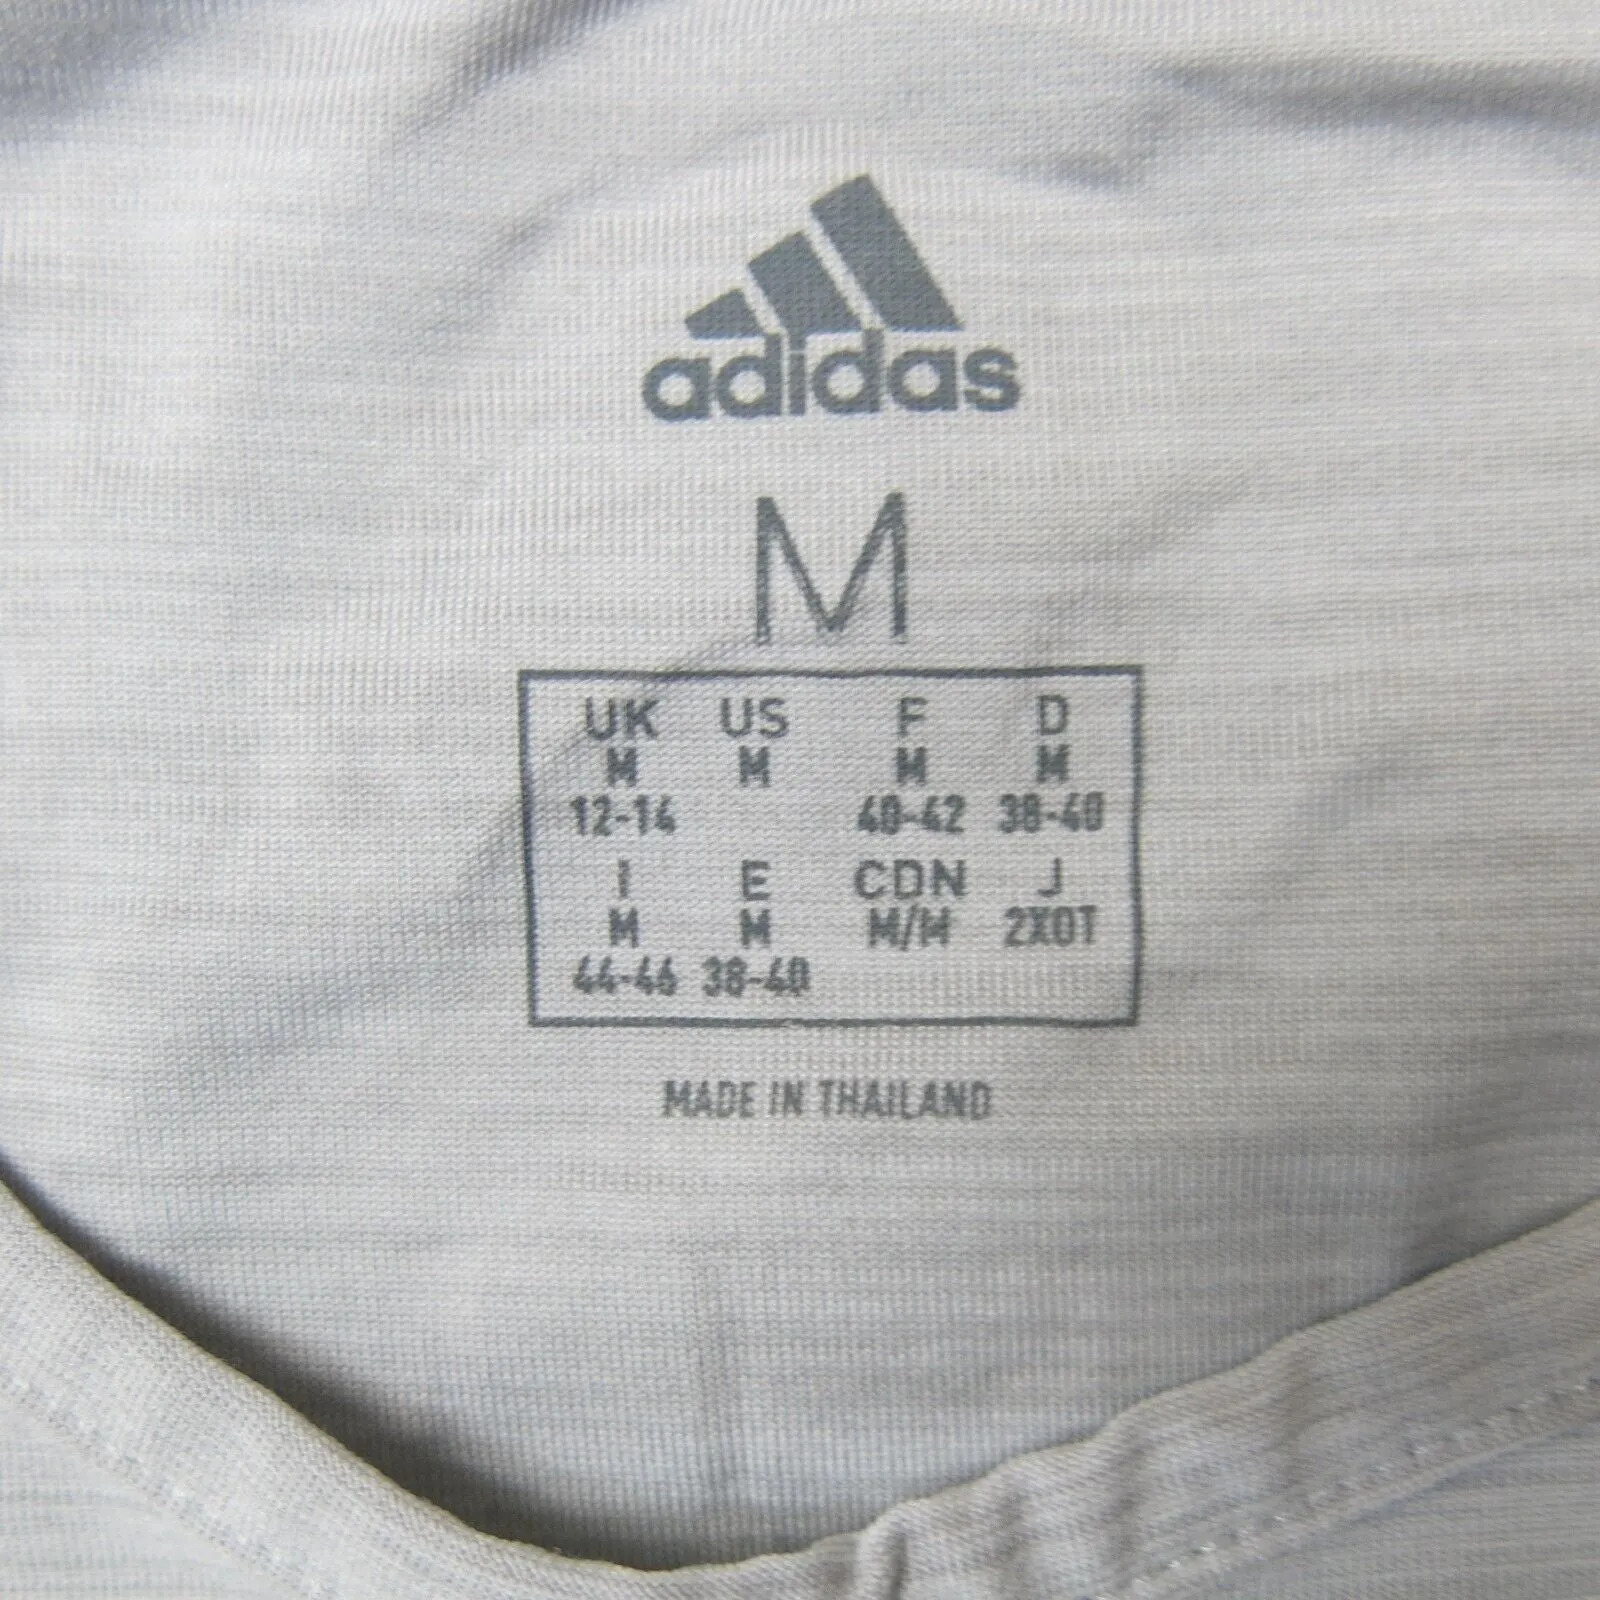 adidas
M
UK US F D
M M M M
12-14 40-42 38-40
I E CDN J
M M M/M 2XOT
44-46 38-40
MADE IN THAILAND